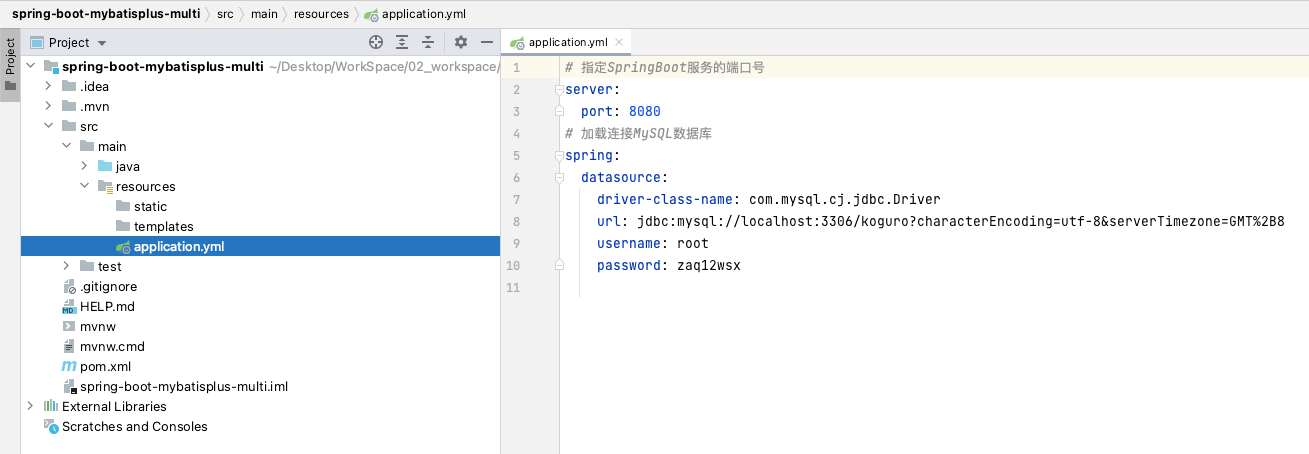 spring-boot-mybatisplus-multi src main resources application.yml
Project
Project
spring-boot-mybatisplus-multi ~/Desktop/WorkSpace/02_workspace/
.idea
.mvn
src
main
java
resources
static
templates
application.yml
test
.gitignore
HELP.md
mvnw
mvnw.cmd
pom.xml
spring-boot-mybatisplus-multi.iml
External Libraries
Scratches and Consoles
application.yml
1 # 指定SpringBoot服务的端口号
2 server:
3 port: 8080
4 # 加载连接MySQL数据库
5 spring:
6 datasource:
7 driver-class-name: com.mysql.cj.jdbc.Driver
8 url: jdbc:mysql://localhost:3306/koguro?characterEncoding=utf-8&serverTimezone=GMT%2B8
9 username: root
10 password: zaq12wsx
11